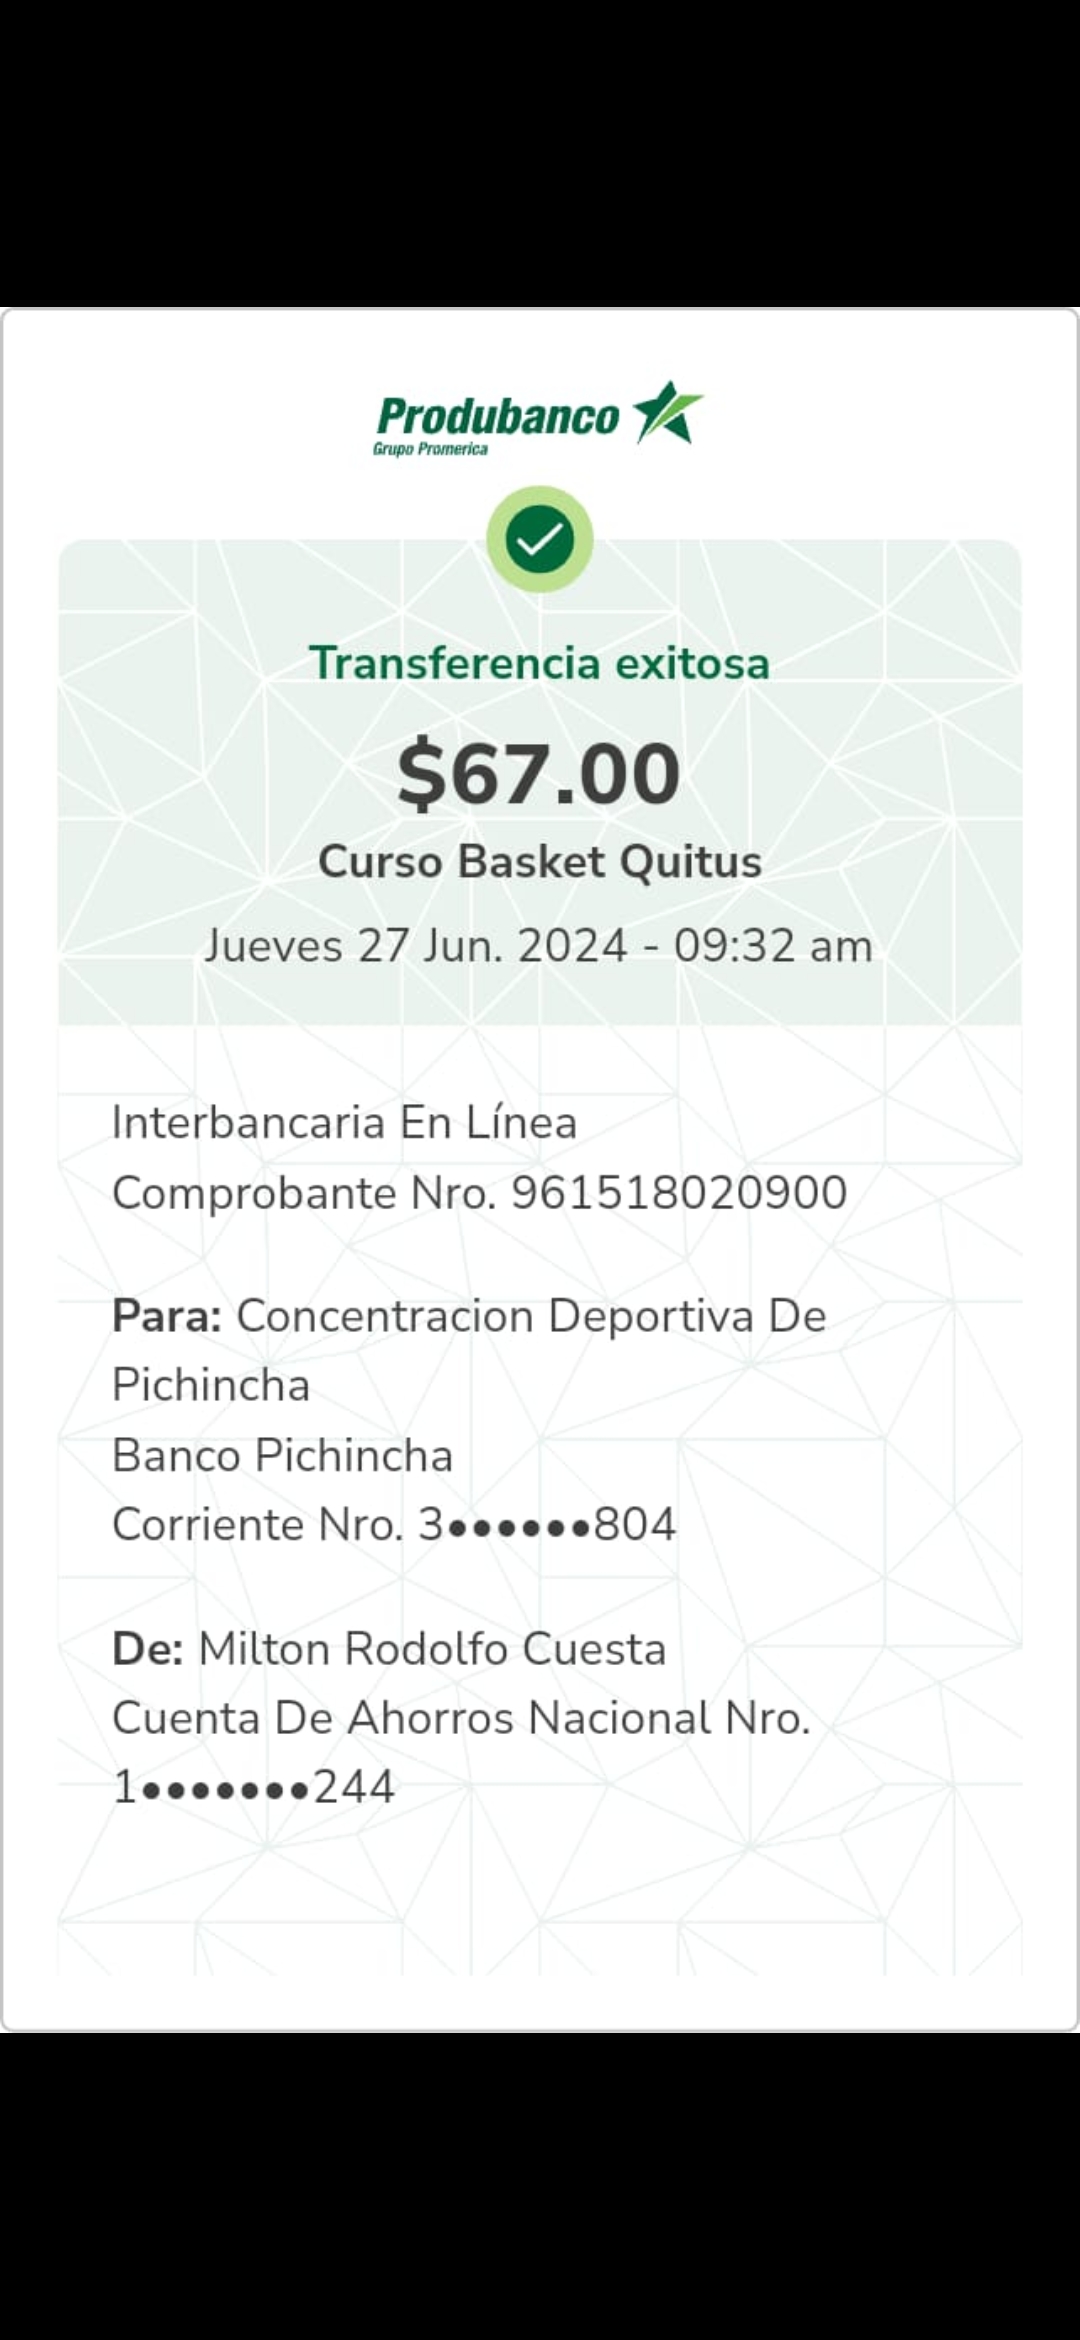 Produbanco
Grupo Promerica
Transferencia exitosa
$67.00
Curso Basket Quitus
Jueves 27 Jun. 2024 - 09:32 am
Interbancaria En Línea
Comprobante Nro. 961518020900
Para: Concentracion Deportiva De
Pichincha
Banco Pichincha
Corriente Nro. 3••••••804
De: Milton Rodolfo Cuesta
Cuenta De Ahorros Nacional Nro.
1•••••••244